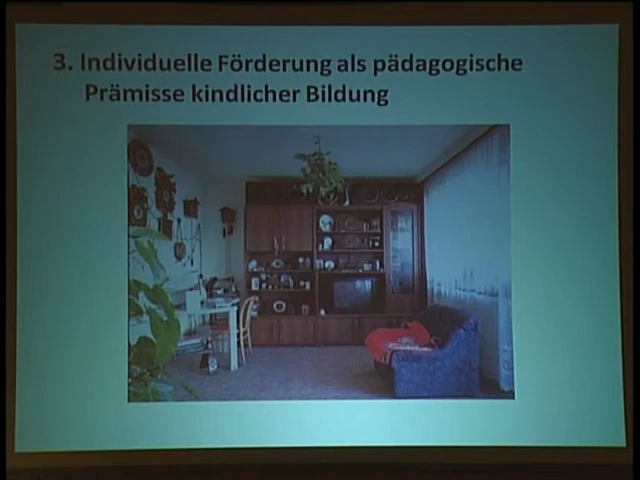 3. Individuelle Förderung als pädagogische
Prämisse kindlicher Bildung